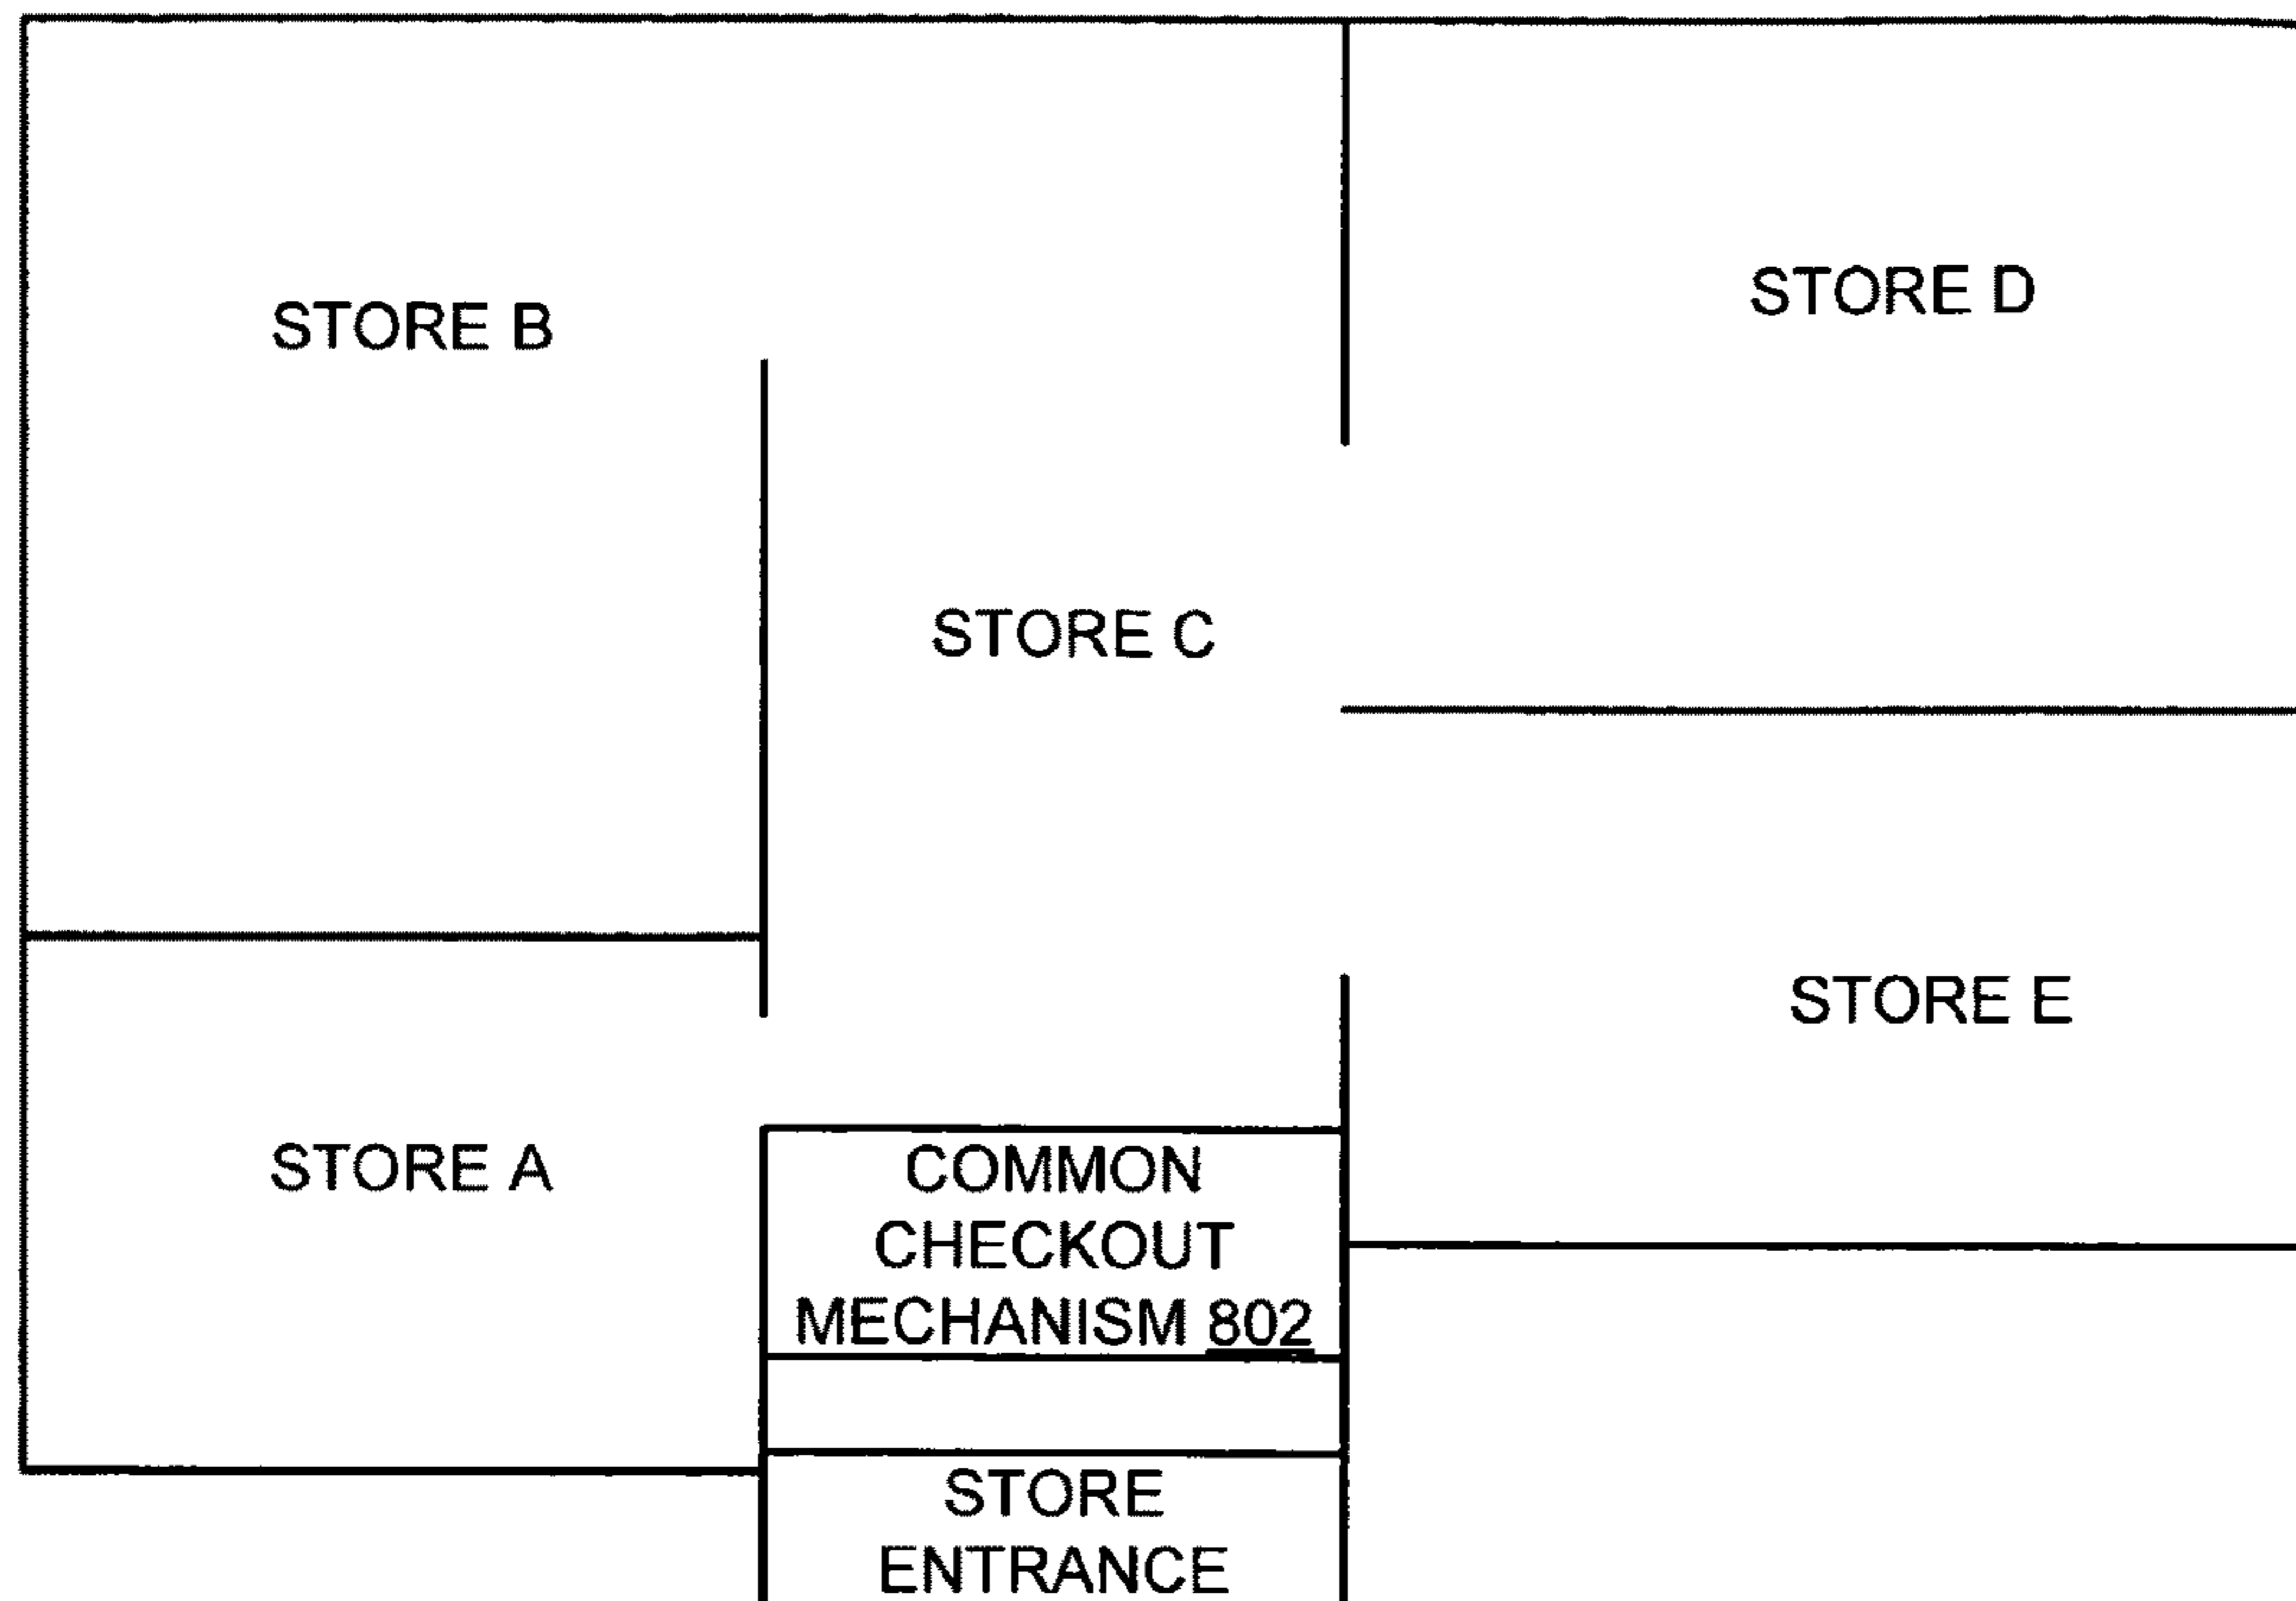 STORE B
STORE D
STORE C
STORE E
STORE A
COMMON
CHECKOUT
MECHANISM 802
STORE
ENTRANCE